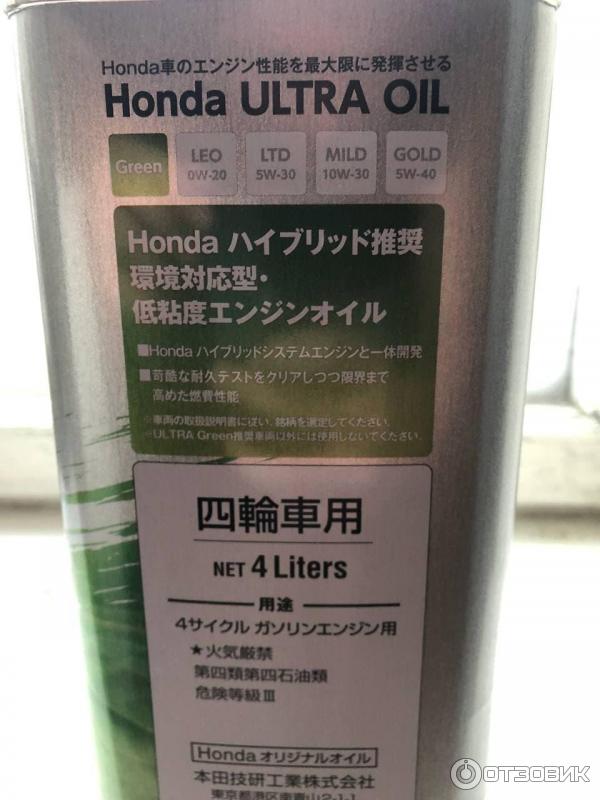 Honda車のエンジン性能を最大限に発揮させる
Honda ULTRA OIL
Green LEO LTD MILD GOLD
0W-20 5W-30 10W-30 5W-40
Honda ハイブリッド推奨
環境対応型・
低粘度エンジンオイル
■Honda ハイブリッドシステムエンジンと一体開発
■苛酷な耐久テストをクリアしつつ限界まで
高めた燃費性能
※車両の取扱説明書に従い、銘柄を選定してください。
※ULTRA Green推奨車両以外には使用しないでください。
四輪車用
NET 4 Liters
用途
4サイクル ガソリンエンジン用
★火気厳禁
第四類第四石油類
危険等級Ⅲ
Honda オリジナルオイル
本田技研工業株式会社
東京都港区南青山2-1-1
ОТЗОВИК